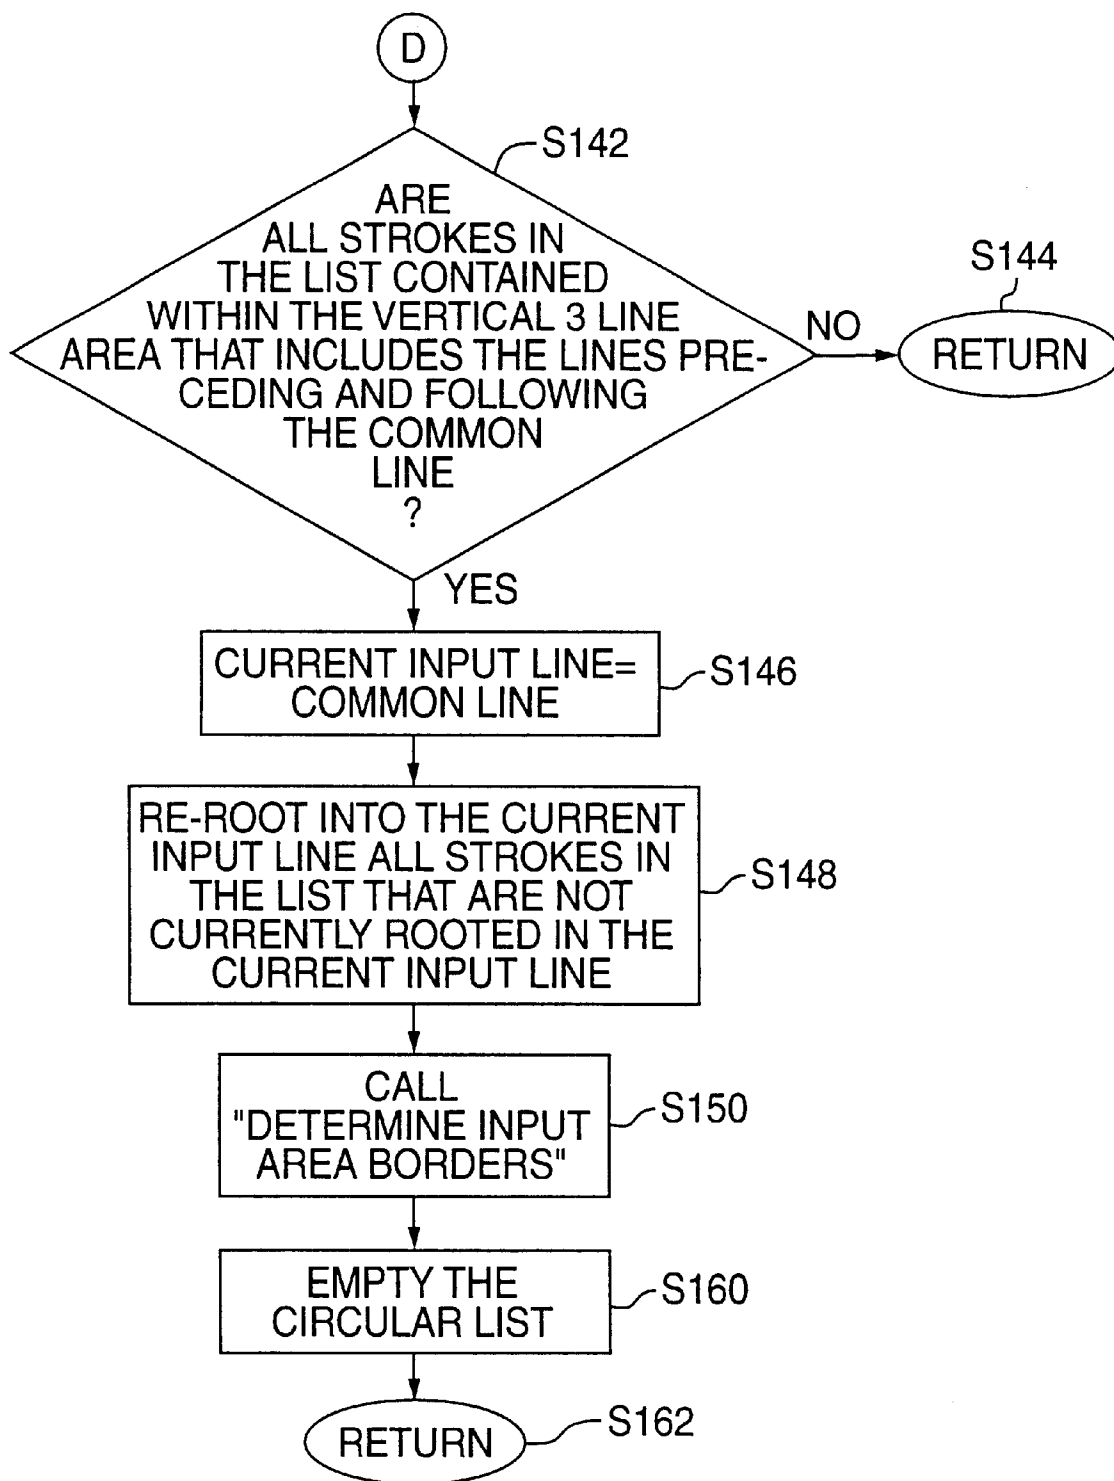 D
S142
ARE
ALL STROKES IN
THE LIST CONTAINED
WITHIN THE VERTICAL 3 LINE
AREA THAT INCLUDES THE LINES PRE-
CEDING AND FOLLOWING
THE COMMON
LINE
?
NO
S144
RETURN
YES
CURRENT INPUT LINE=
COMMON LINE
S146
RE-ROOT INTO THE CURRENT
INPUT LINE ALL STROKES IN
THE LIST THAT ARE NOT
CURRENTLY ROOTED IN THE
CURRENT INPUT LINE
S148
CALL
"DETERMINE INPUT
AREA BORDERS"
S150
EMPTY THE
CIRCULAR LIST
S160
RETURN
S162